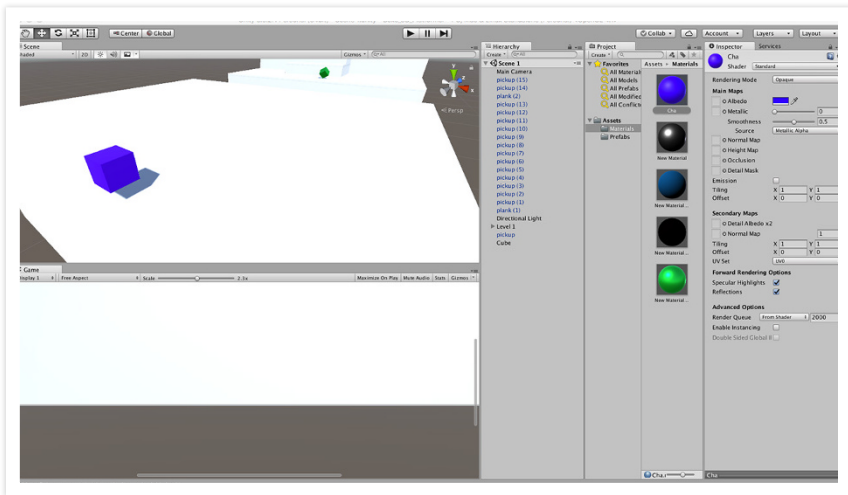 Center
Global
Collab
Account
Layers
Layout
Scene
Shaded
2D
Gizmos
All
Persp
Y
X
Z
Game
Display 1
Free Aspect
Scale
2.5x
Maximize On Play
Mute Audio
Stats
Gizmos
Hierarchy
Create
All
Scene 1
Main Camera
pickup (15)
pickup (14)
plank (2)
pickup (13)
pickup (12)
pickup (11)
pickup (10)
pickup (9)
pickup (8)
pickup (7)
pickup (6)
pickup (5)
pickup (4)
pickup (3)
pickup (2)
pickup (1)
plank (1)
Directional Light
Level 1
pickup
Cube
Project
Create
Favorites
All Material
All Models
All Prefabs
All Modified
All Conflict
Assets
Materials
Prefabs
Assets
Materials
Cha
New Material
New Material...
New Material...
New Material...
Inspector
Services
Cha
Shader
Standard
Rendering Mode
Opaque
Main Maps
Albedo
Metallic
0
Smoothness
0.5
Source
Metallic Alpha
Normal Map
Height Map
Occlusion
Detail Mask
Emission
Tiling
X 1
Y 1
Offset
X 0
Y 0
Secondary Maps
Detail Albedo x2
Normal Map
1
Tiling
X 1
Y 1
Offset
X 0
Y 0
UV Set
UV0
Forward Rendering Options
Specular Highlights
Reflections
Advanced Options
Render Queue
From Shader
2000
Enable Instancing
Double Sided Global Il
Cha